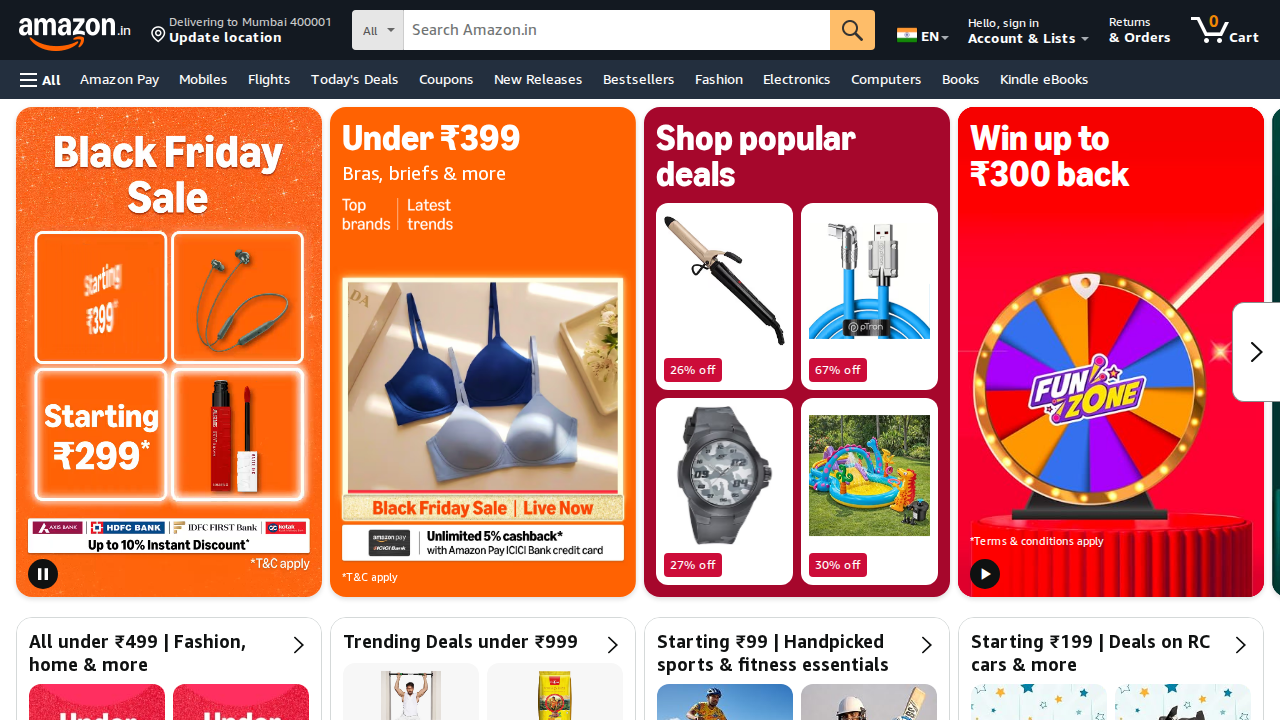 amazon.in
Delivering to Mumbai 400001
Update location
All
Search Amazon.in
EN
Hello, sign in
Account & Lists
Returns
& Orders
0
Cart
All
Amazon Pay
Mobiles
Flights
Today's Deals
Coupons
New Releases
Bestsellers
Fashion
Electronics
Computers
Books
Kindle eBooks
Black Friday
Sale
Starting
₹399*
Starting
₹299*
AXIS BANK
HDFC BANK
IDFC FIRST Bank
kotak
Up to 10% Instant Discount*
*T&C apply
Under ₹399
Bras, briefs & more
Top
brands
Latest
trends
Black Friday Sale | Live Now
amazon pay
ICICI Bank
Unlimited 5% cashback*
with Amazon Pay ICICI Bank credit card
*T&C apply
Shop popular
deals
26% off
pTron
67% off
27% off
30% off
Win up to
₹300 back
FUN
ZONE
*Terms & conditions apply
All under ₹499 | Fashion,
home & more
Trending Deals under ₹999
Starting ₹99 | Handpicked
sports & fitness essentials
Starting ₹199 | Deals on RC
cars & more
Under
Under